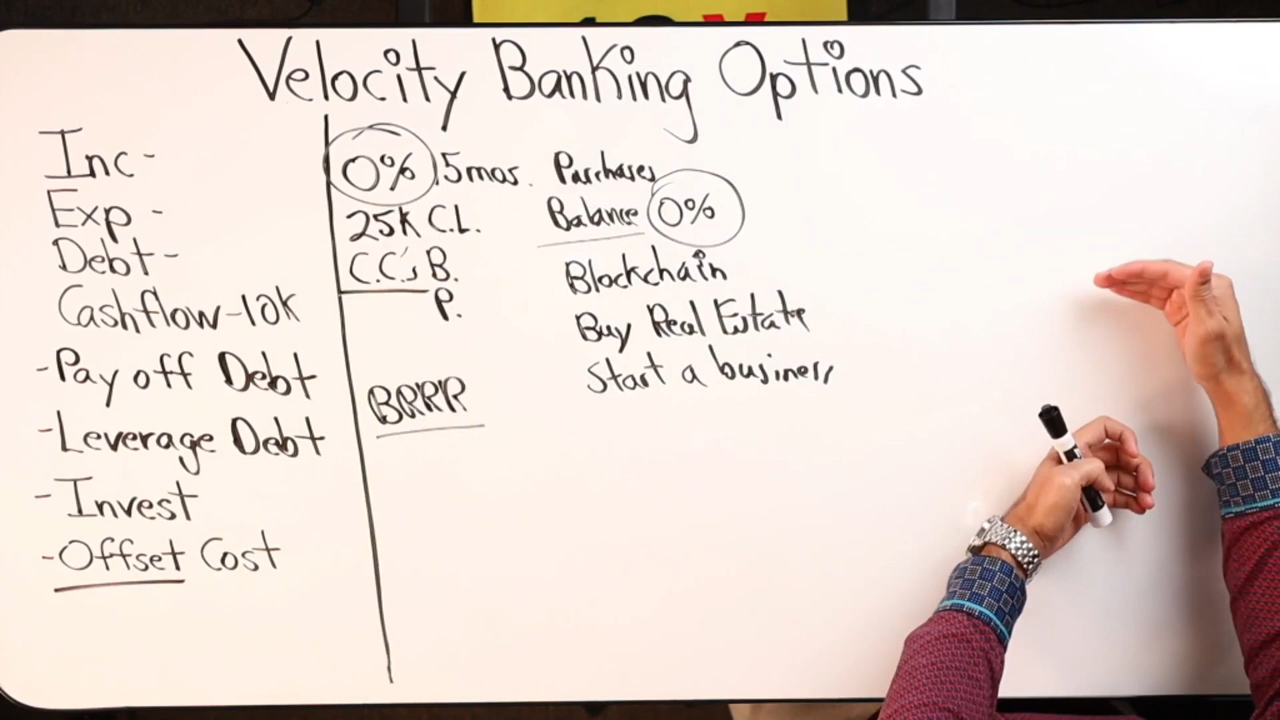 Velocity Banking Options
Inc-
Exp-
Debt-
Cashflow-10k
-Pay off Debt
-Leverage Debt
-Invest
-Offset Cost
0% 15mos.
25K C.L.
C.C.'s B.
P.
BRRR
Purchases
Balance 0%
Blockchain
Buy Real Estate
Start a business